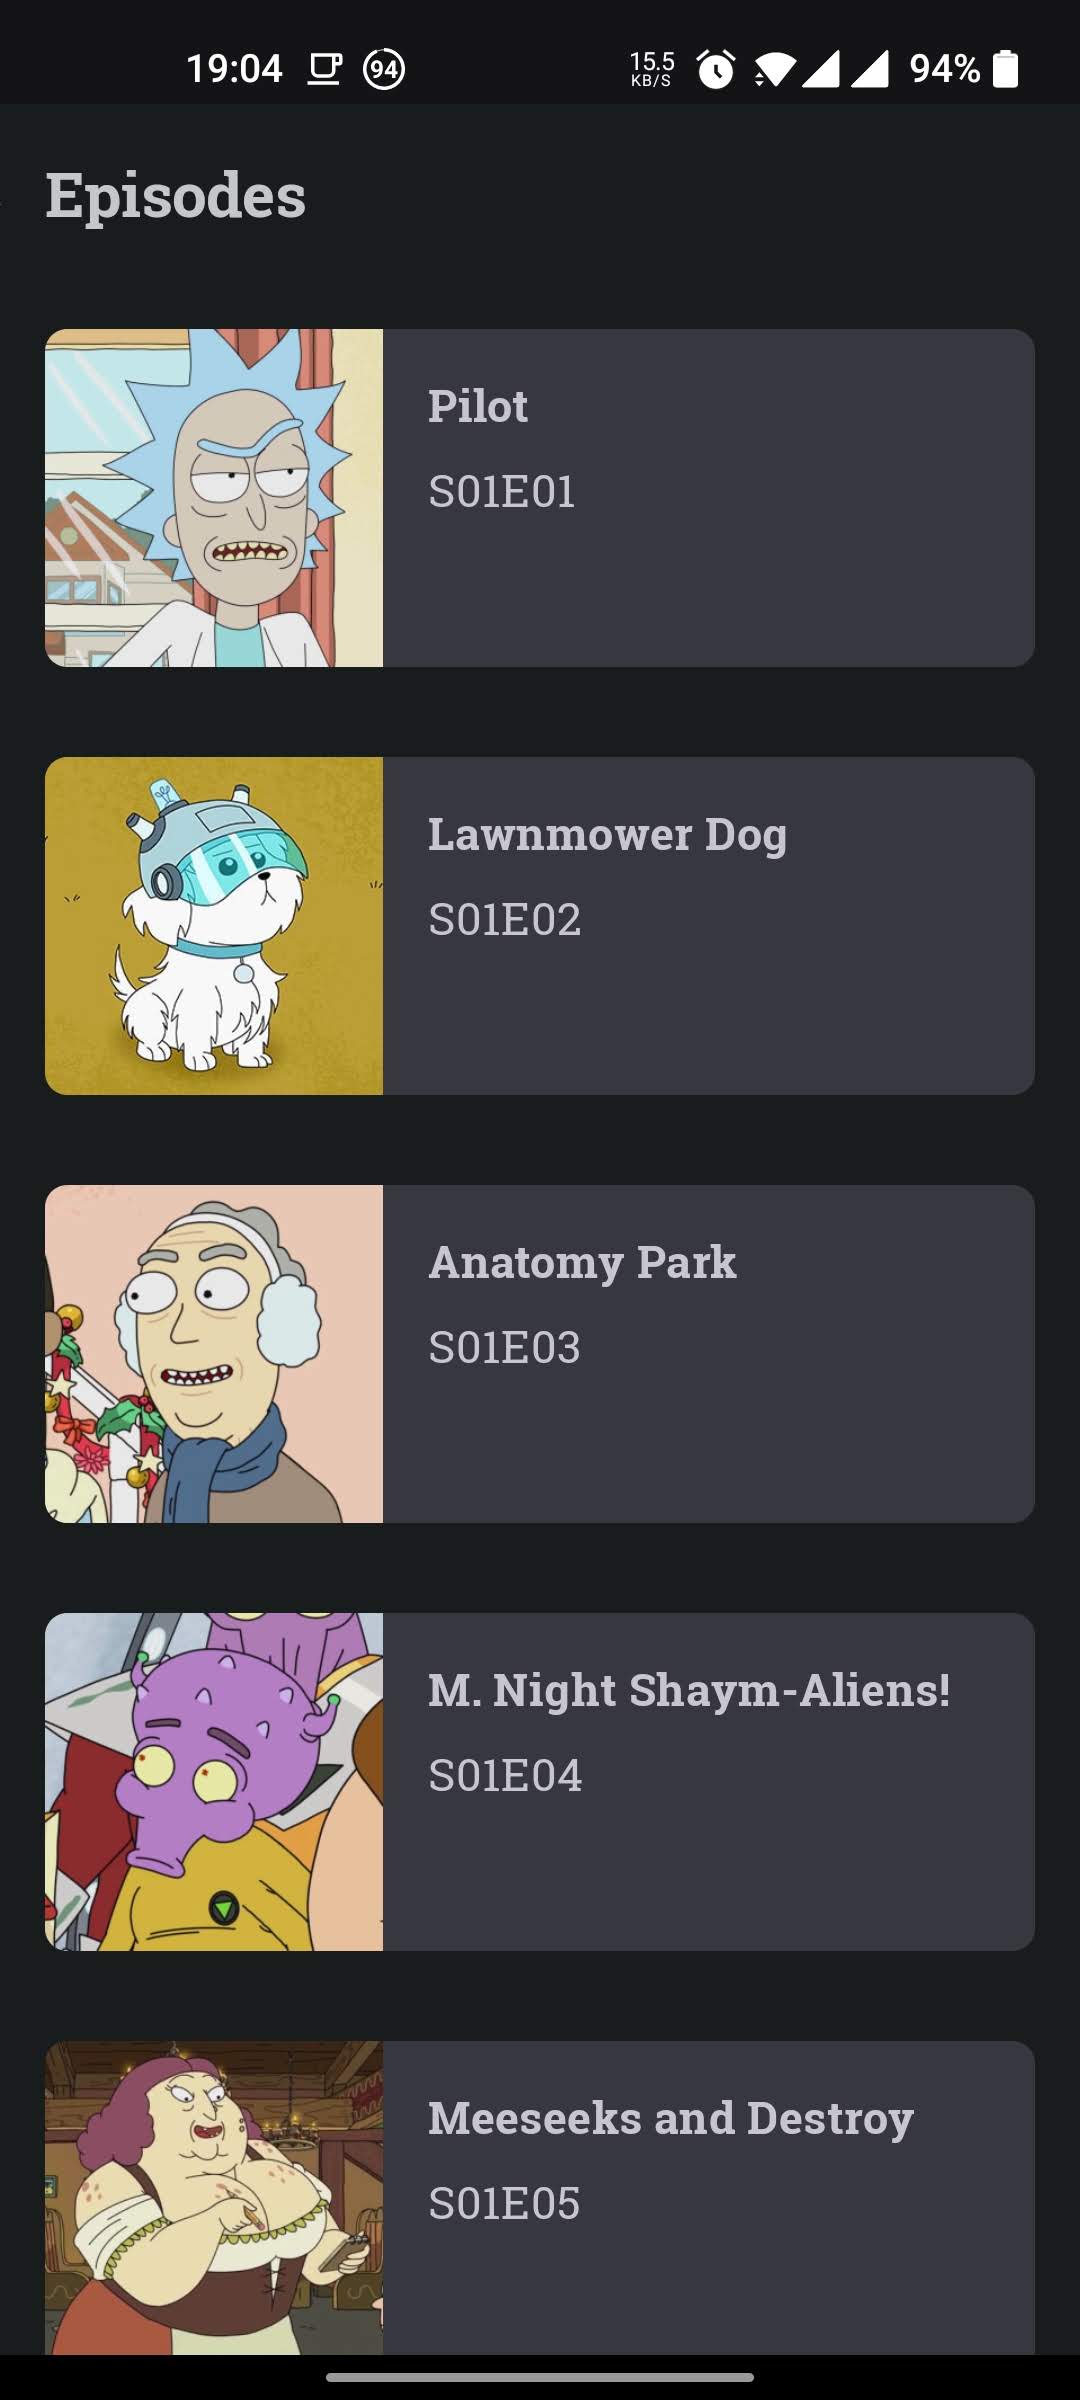 19:04 94 15.5 KB/S 94%
Episodes
Pilot
S01E01
Lawnmower Dog
S01E02
Anatomy Park
S01E03
M. Night Shaym-Aliens!
S01E04
Meeseeks and Destroy
S01E05